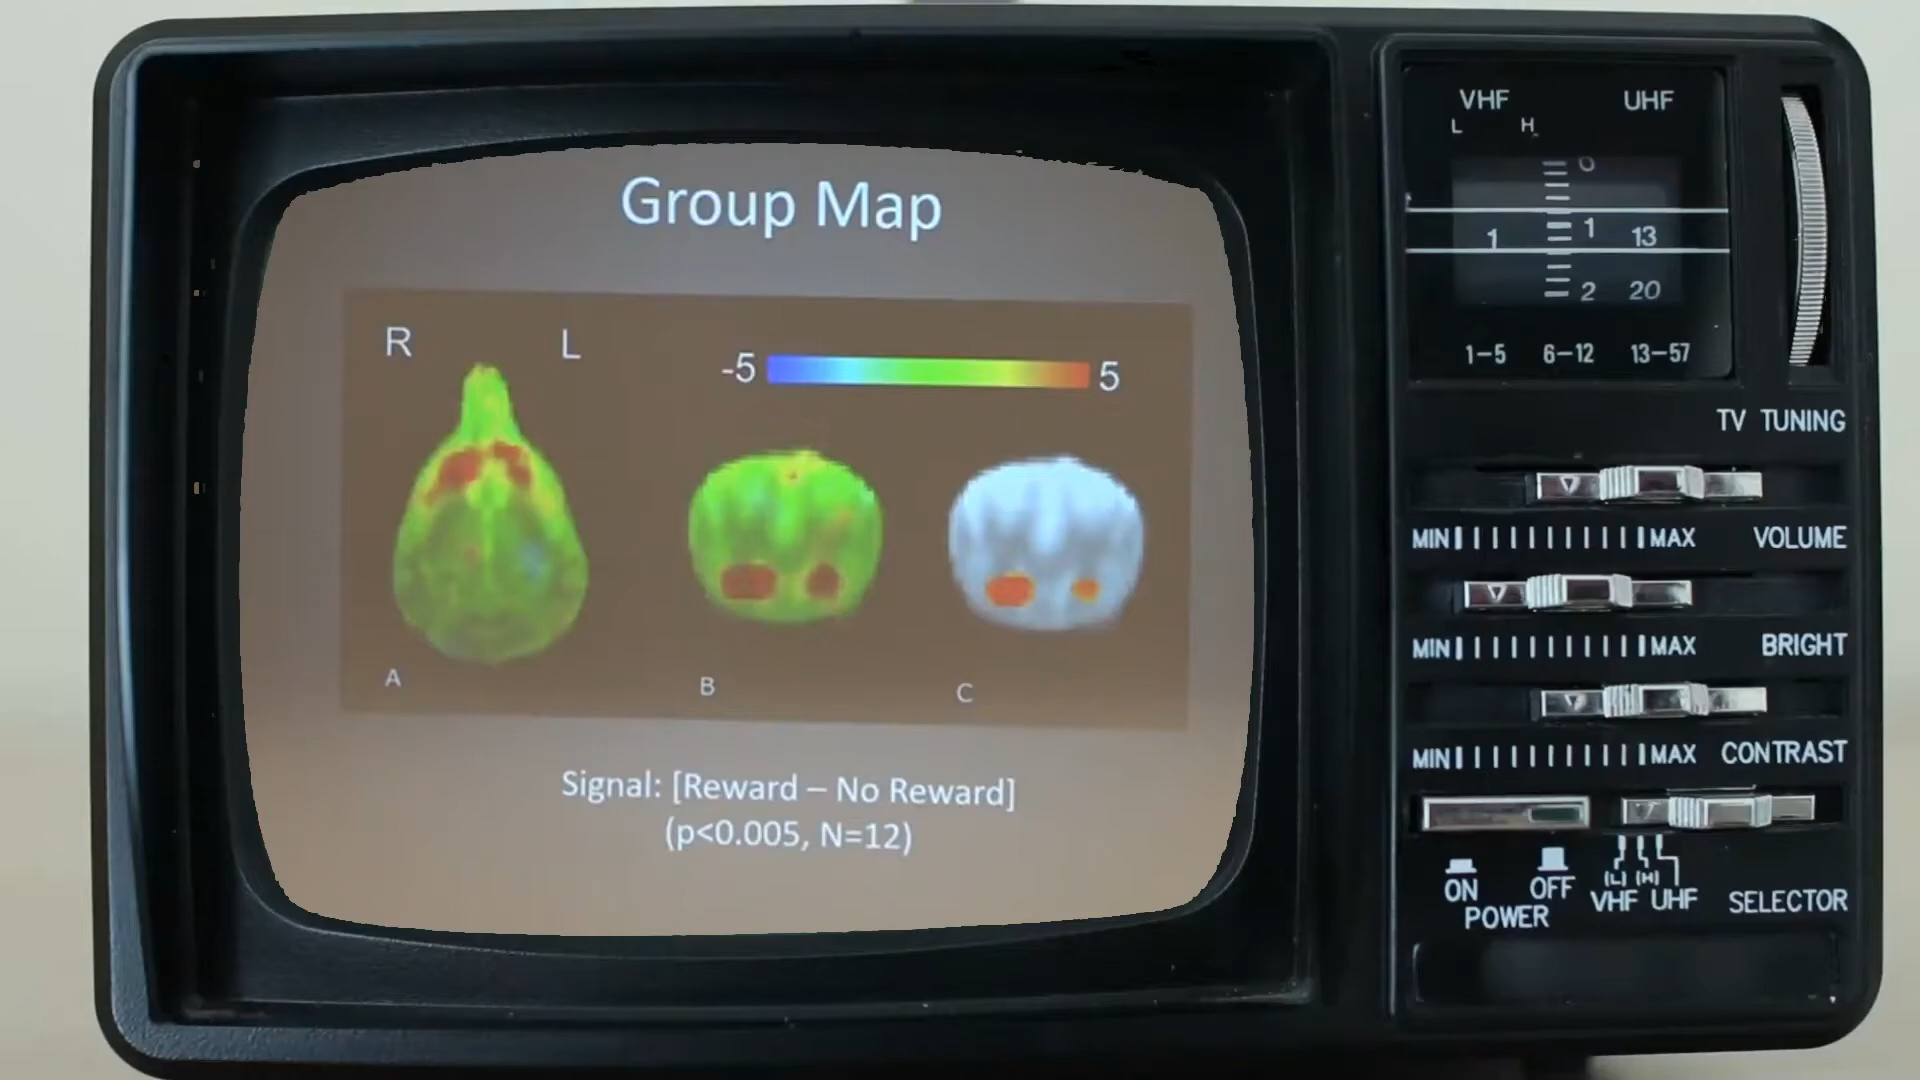 Group Map
R L
-5 5
A B C
Signal: [Reward – No Reward]
(p<0.005, N=12)
VHF UHF
L H
0
1 1 13
2 20
1-5 6-12 13-57
TV TUNING
MIN MAX VOLUME
MIN MAX BRIGHT
MIN MAX CONTRAST
ON OFF
POWER
(L) (H)
VHF UHF
SELECTOR